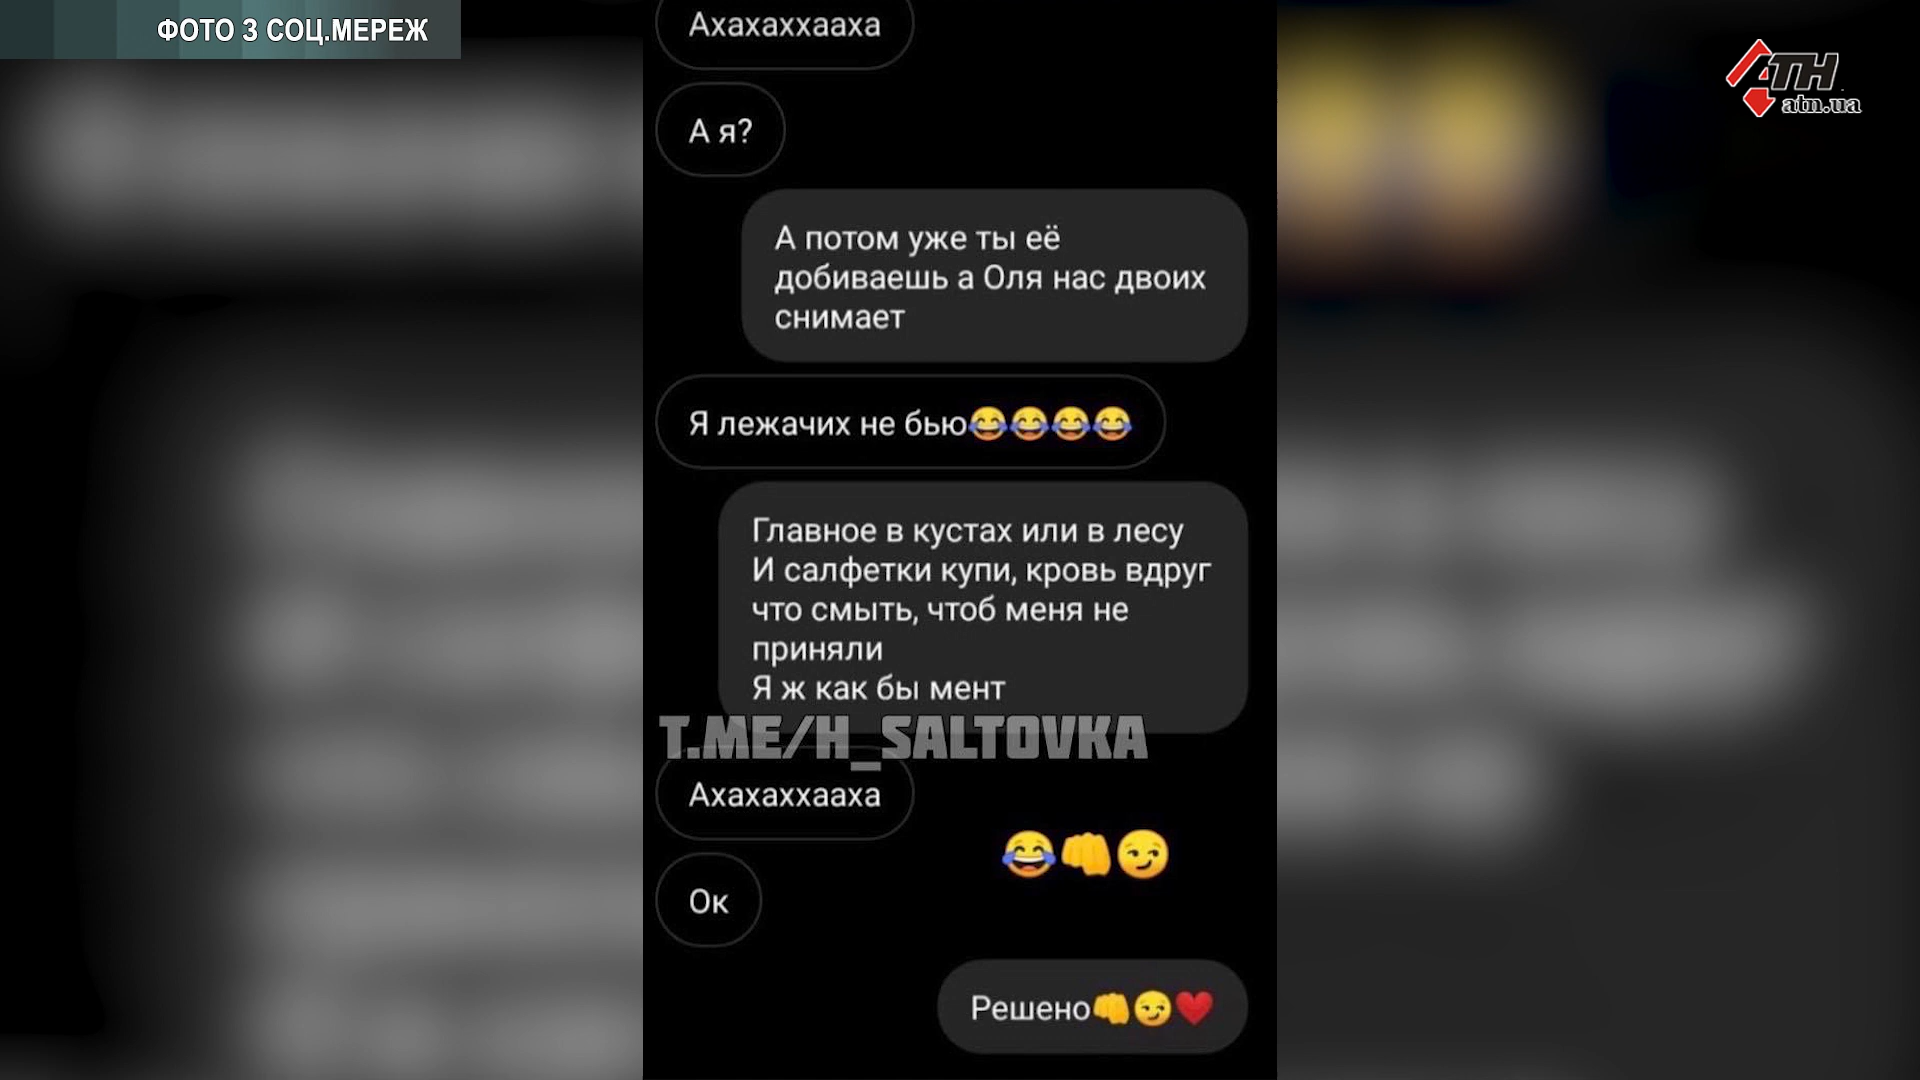 ФОТО З СОЦ.МЕРЕЖ
АТН
atn.ua
Ахахаххааха
А я?
А потом уже ты её
добиваешь а Оля нас двоих
снимает
Я лежачих не бью😂😂😂😂
Главное в кустах или в лесу
И салфетки купи, кровь вдруг
что смыть, чтоб меня не
приняли
Я ж как бы мент
T.ME/H_SALTOVKA
Ахахаххааха
😂👊😏
Ок
Решено👊😏❤️